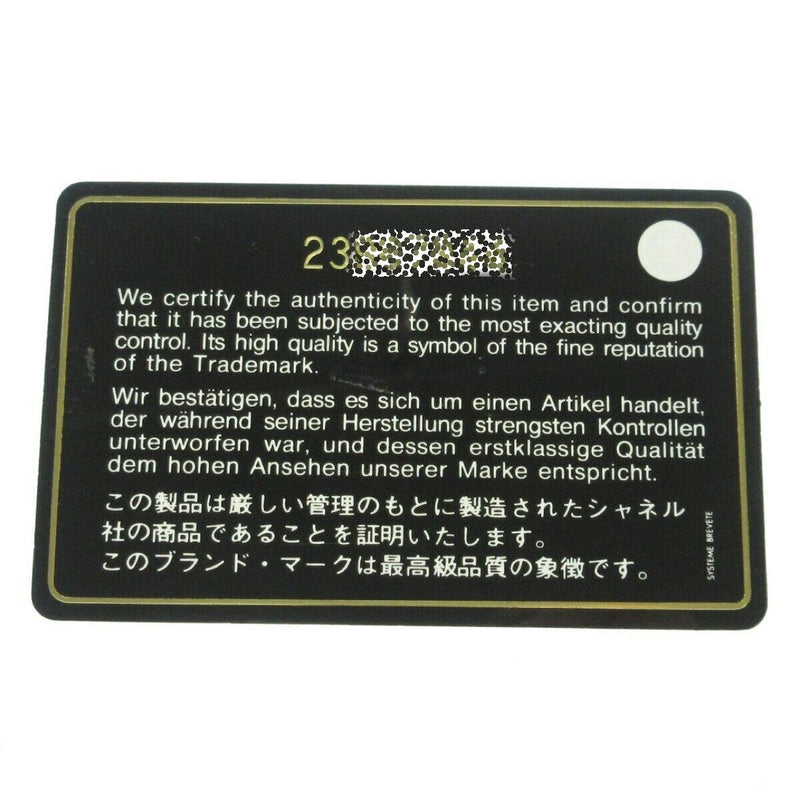 23
We certify the authenticity of this item and confirm
that it has been subjected to the most exacting quality
control. Its high quality is a symbol of the fine reputation
of the Trademark.
Wir bestätigen, dass es sich um einen Artikel handelt,
der während seiner Herstellung strengsten Kontrollen
unterworfen war, und dessen erstklassige Qualität
dem hohen Ansehen unserer Marke entspricht.
この製品は厳しい管理のもとに製造されたシャネル
社の商品であることを証明いたします。
このブランド・マークは最高級品質の象徴です。
SYSTEME BREVETE